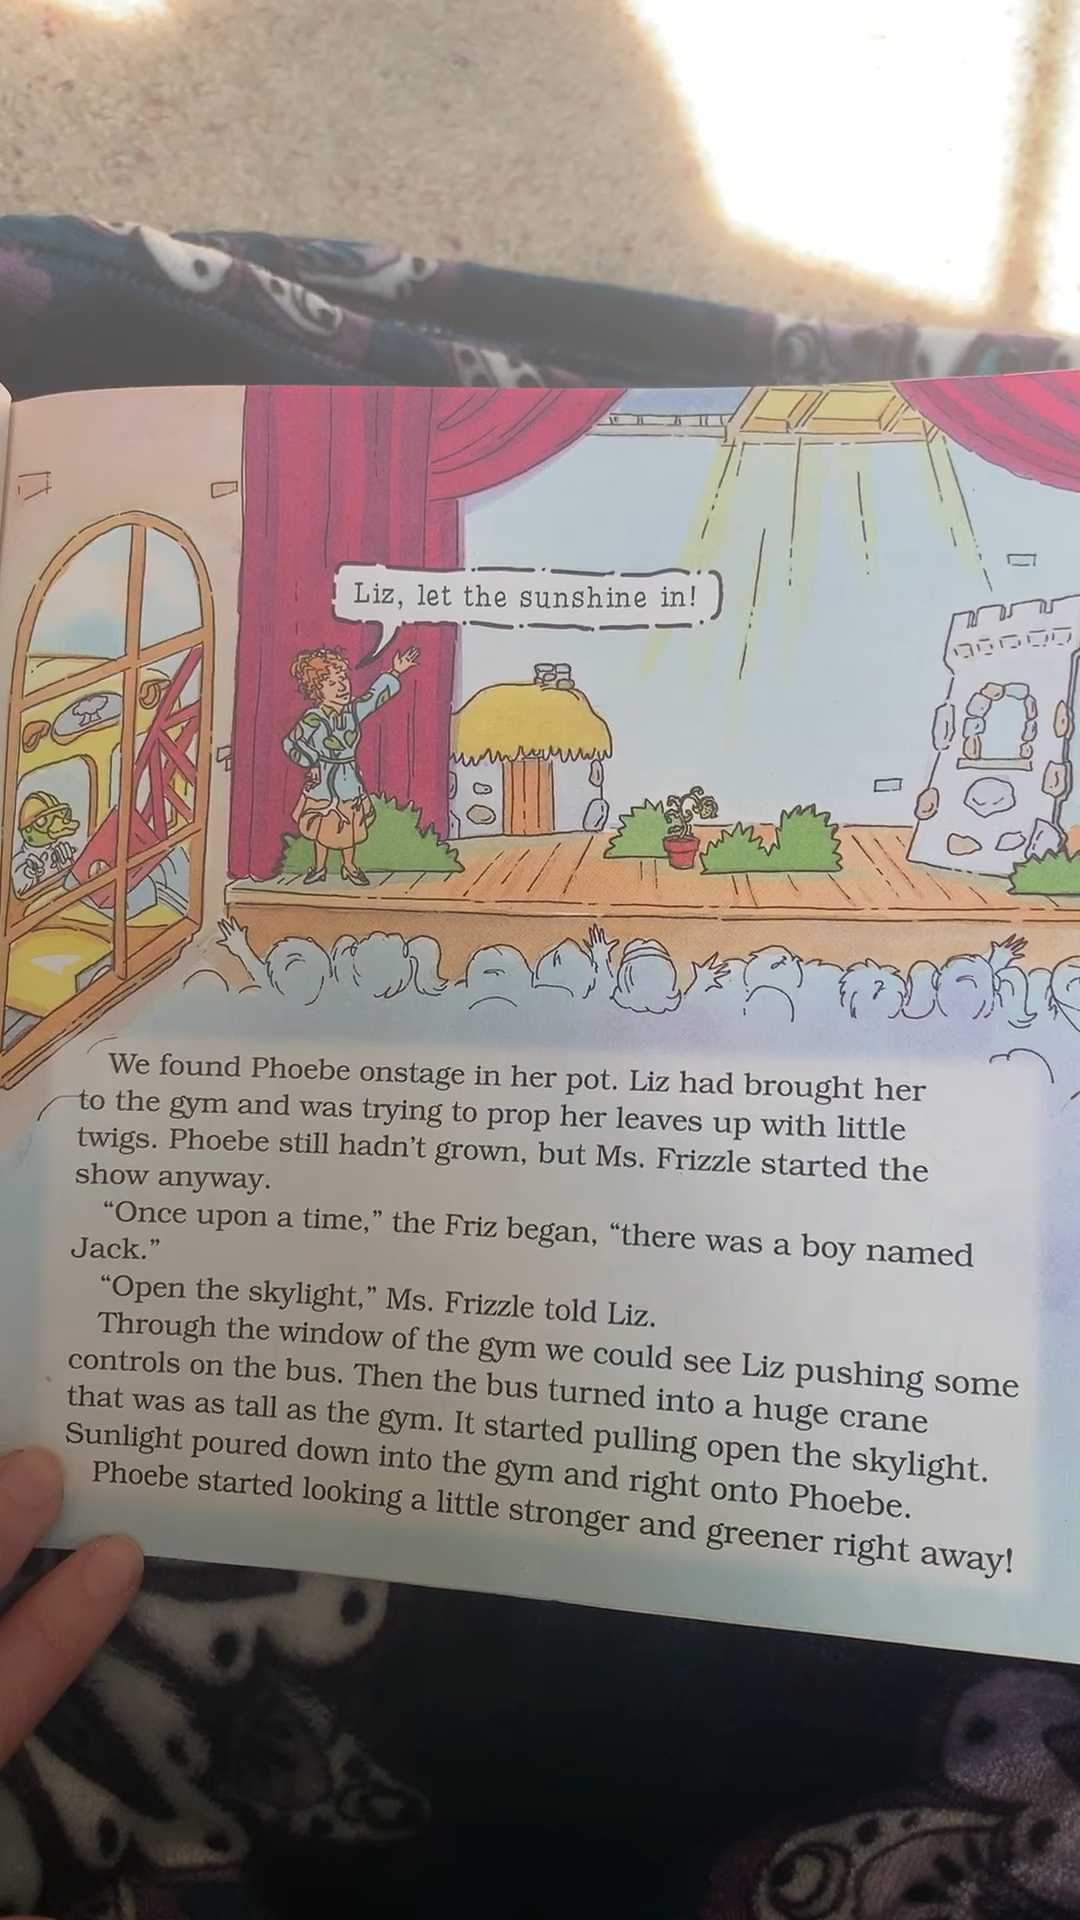 Liz, let the sunshine in!
We found Phoebe onstage in her pot. Liz had brought her
to the gym and was trying to prop her leaves up with little
twigs. Phoebe still hadn’t grown, but Ms. Frizzle started the
show anyway.
“Once upon a time,” the Friz began, “there was a boy named
Jack.”
“Open the skylight,” Ms. Frizzle told Liz.
Through the window of the gym we could see Liz pushing some
controls on the bus. Then the bus turned into a huge crane
that was as tall as the gym. It started pulling open the skylight.
Sunlight poured down into the gym and right onto Phoebe.
Phoebe started looking a little stronger and greener right away!